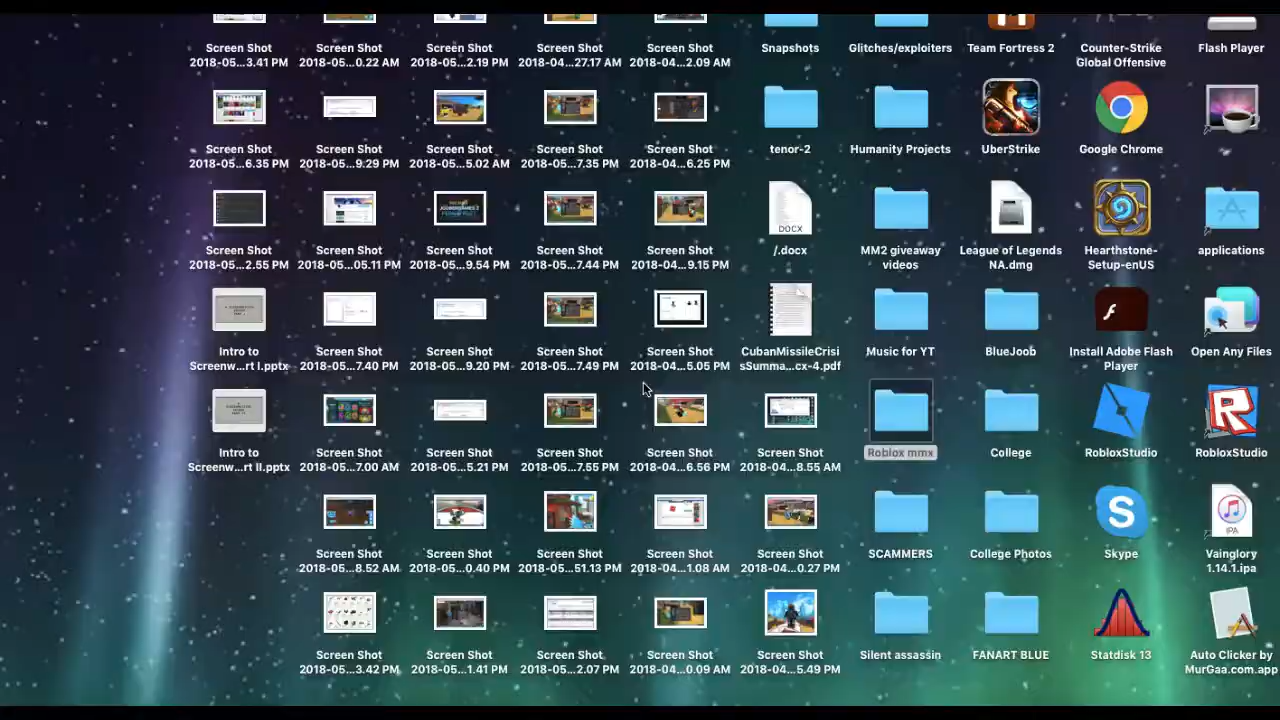 Screen Shot
2018-05...3.41 PM
Screen Shot
2018-05...0.22 AM
Screen Shot
2018-05...2.19 PM
Screen Shot
2018-04...27.17 AM
Screen Shot
2018-04...2.09 AM
Snapshots
Glitches/exploiters
Team Fortress 2
Counter-Strike
Global Offensive
Flash Player
Screen Shot
2018-05...6.35 PM
Screen Shot
2018-05...9.29 PM
Screen Shot
2018-05...5.02 AM
Screen Shot
2018-05...7.35 PM
Screen Shot
2018-04...6.25 PM
tenor-2
Humanity Projects
UberStrike
Google Chrome
Screen Shot
2018-05...2.55 PM
Screen Shot
2018-05...05.11 PM
Screen Shot
2018-05...9.54 PM
Screen Shot
2018-05...7.44 PM
Screen Shot
2018-04...9.15 PM
DOCX
/.docx
MM2 giveaway
videos
League of Legends
NA.dmg
Hearthstone-
Setup-enUS
applications
Intro to
Screenw...rt I.pptx
Screen Shot
2018-05...7.40 PM
Screen Shot
2018-05...9.20 PM
Screen Shot
2018-05...7.49 PM
Screen Shot
2018-04...5.05 PM
CubanMissileCrisi
sSumma...cx-4.pdf
Music for YT
BlueJoob
Install Adobe Flash
Player
Open Any Files
Intro to
Screenw...rt II.pptx
Screen Shot
2018-05...7.00 AM
Screen Shot
2018-05...5.21 PM
Screen Shot
2018-05...7.55 PM
Screen Shot
2018-04...6.56 PM
Screen Shot
2018-04...8.55 AM
Roblox mmx
College
RobloxStudio
RobloxStudio
Screen Shot
2018-05...8.52 AM
Screen Shot
2018-05...0.40 PM
Screen Shot
2018-05...51.13 PM
Screen Shot
2018-04...1.08 AM
Screen Shot
2018-04...0.27 PM
SCAMMERS
College Photos
Skype
IPA
Vainglory
1.14.1.ipa
Screen Shot
2018-05...3.42 PM
Screen Shot
2018-05...1.41 PM
Screen Shot
2018-05...2.07 PM
Screen Shot
2018-04...0.09 AM
Screen Shot
2018-04...5.49 PM
Silent assassin
FANART BLUE
Statdisk 13
Auto Clicker by
MurGaa.com.app